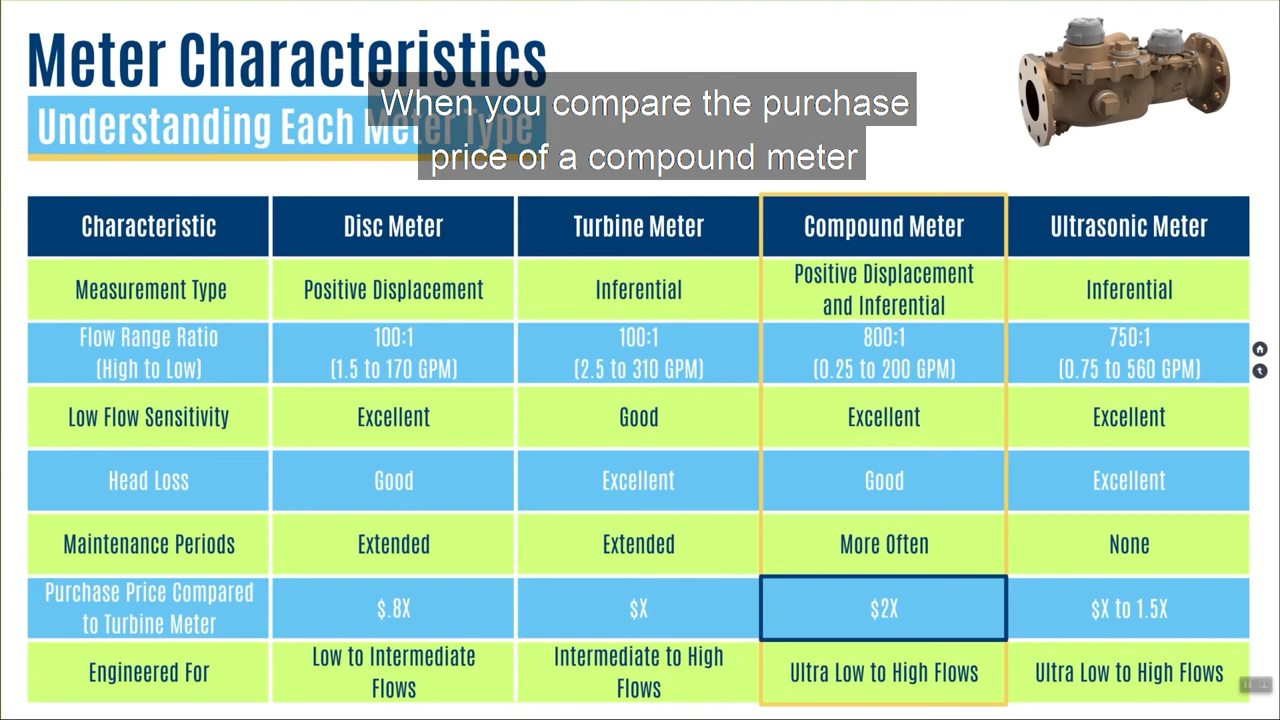 Meter Characteristics
Understanding Each Meter Type
When you compare the purchase
price of a compound meter
Characteristic
Disc Meter
Turbine Meter
Compound Meter
Ultrasonic Meter
Measurement Type
Positive Displacement
Inferential
Positive Displacement
and Inferential
Inferential
Flow Range Ratio
(High to Low)
100:1
(1.5 to 170 GPM)
100:1
(2.5 to 310 GPM)
800:1
(0.25 to 200 GPM)
750:1
(0.75 to 560 GPM)
Low Flow Sensitivity
Excellent
Good
Excellent
Excellent
Head Loss
Good
Excellent
Good
Excellent
Maintenance Periods
Extended
Extended
More Often
None
Purchase Price Compared
to Turbine Meter
$.8X
$X
$2X
$X to 1.5X
Engineered For
Low to Intermediate
Flows
Intermediate to High
Flows
Ultra Low to High Flows
Ultra Low to High Flows